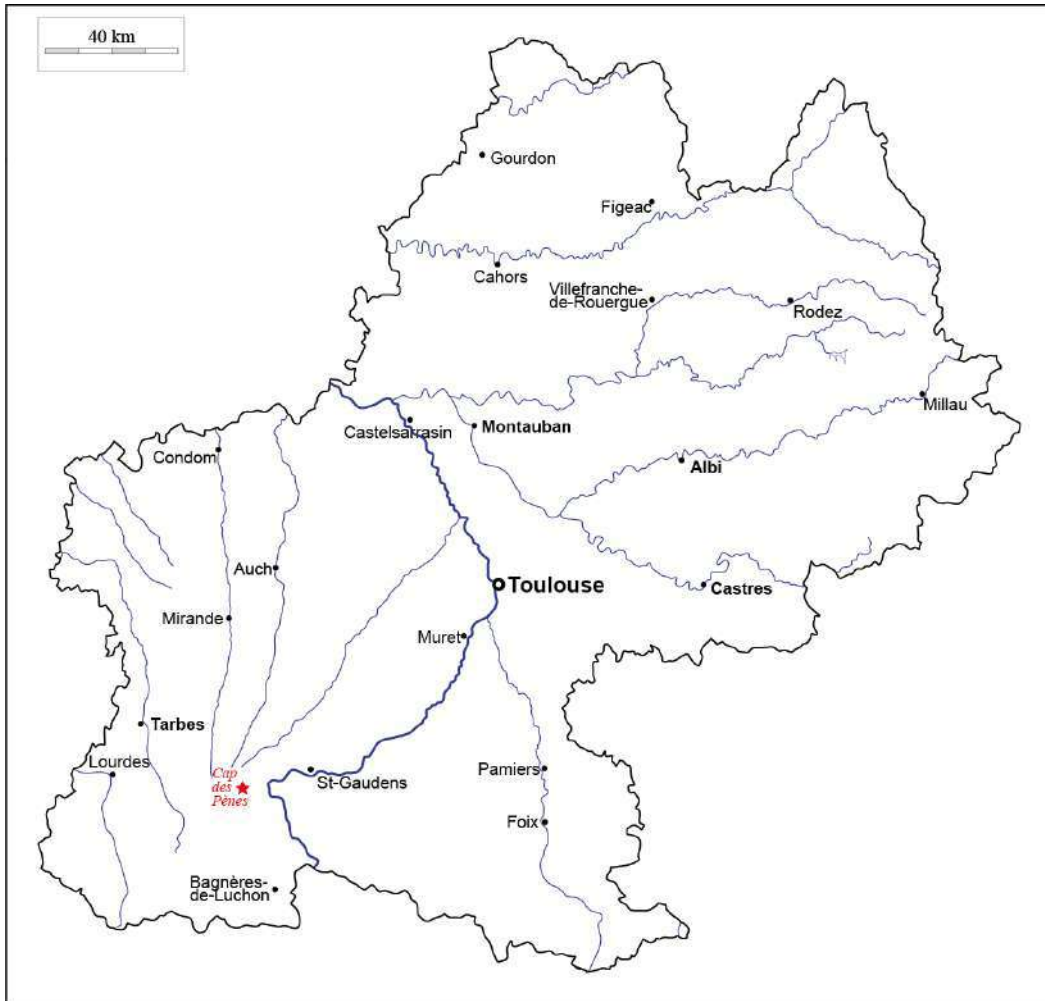 40 km
Gourdon
Figeac
Cahors
Villefranche-
de-Rouergue
Rodez
Millau
Castelsarrasin
Montauban
Condom
Albi
Auch
Toulouse
Castres
Mirande
Muret
Tarbes
Lourdes
Cap
des
Pènes
St-Gaudens
Pamiers
Foix
Bagnères-
de-Luchon